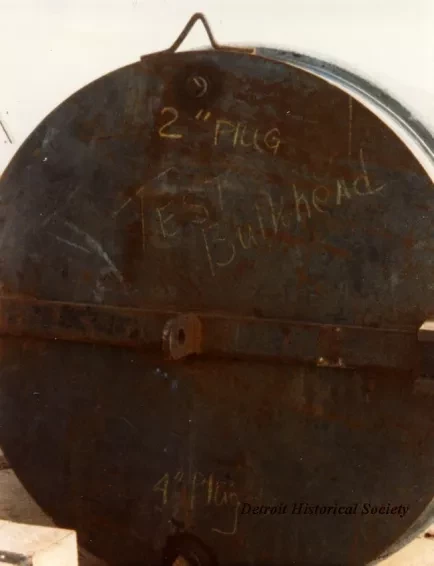 2" PLUG
TEST
Bulkhead
4" Plug
Detroit Historical Society